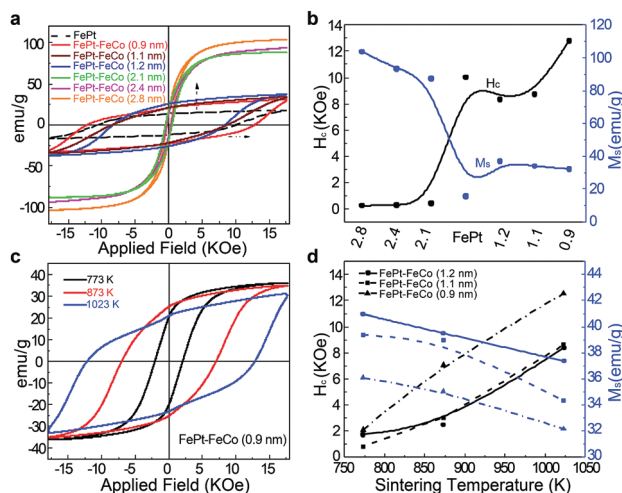 a
FePt
FePt-FeCo (0.9 nm)
FePt-FeCo (1.1 nm)
FePt-FeCo (1.2 nm)
FePt-FeCo (2.1 nm)
FePt-FeCo (2.4 nm)
FePt-FeCo (2.8 nm)
100
50
0
-50
-100
emu/g
-15 -10 -5 0 5 10 15
Applied Field (KOe)
b
14
12
10
8
6
4
2
0
Hc(KOe)
Hc
Ms
120
100
80
60
40
20
0
Ms(emu/g)
2.8 2.4 2.1 FePt 1.2 1.1 0.9
c
773 K
873 K
1023 K
40
30
20
10
0
-10
-20
-30
-40
emu/g
FePt-FeCo (0.9 nm)
-15 -10 -5 0 5 10 15
Applied Field (KOe)
d
FePt-FeCo (1.2 nm)
FePt-FeCo (1.1 nm)
FePt-FeCo (0.9 nm)
14
12
10
8
6
4
2
0
Hc(KOe)
46
44
42
40
38
36
34
32
30
Ms(emu/g)
750 800 850 900 950 1000 1050
Sintering Temperature (K)